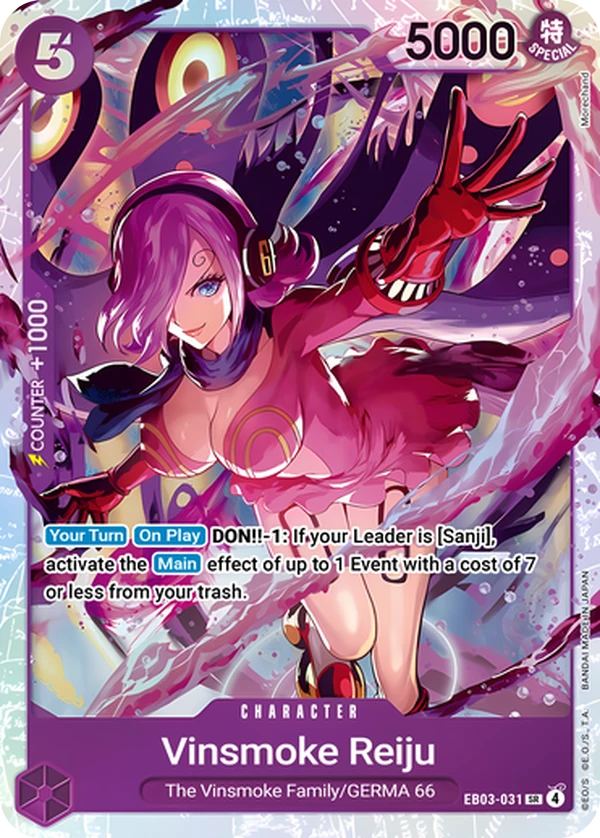 5
5000
特
SPECIAL
Morechand
COUNTER +1000
6
Your Turn On Play DON!!-1: If your Leader is [Sanji],
activate the Main effect of up to 1 Event with a cost of 7
or less from your trash.
BANDAI MADE IN JAPAN
©E.O./S., T.A.
©EO/S
CHARACTER
Vinsmoke Reiju
The Vinsmoke Family/GERMA 66
EB03-031 SR 4